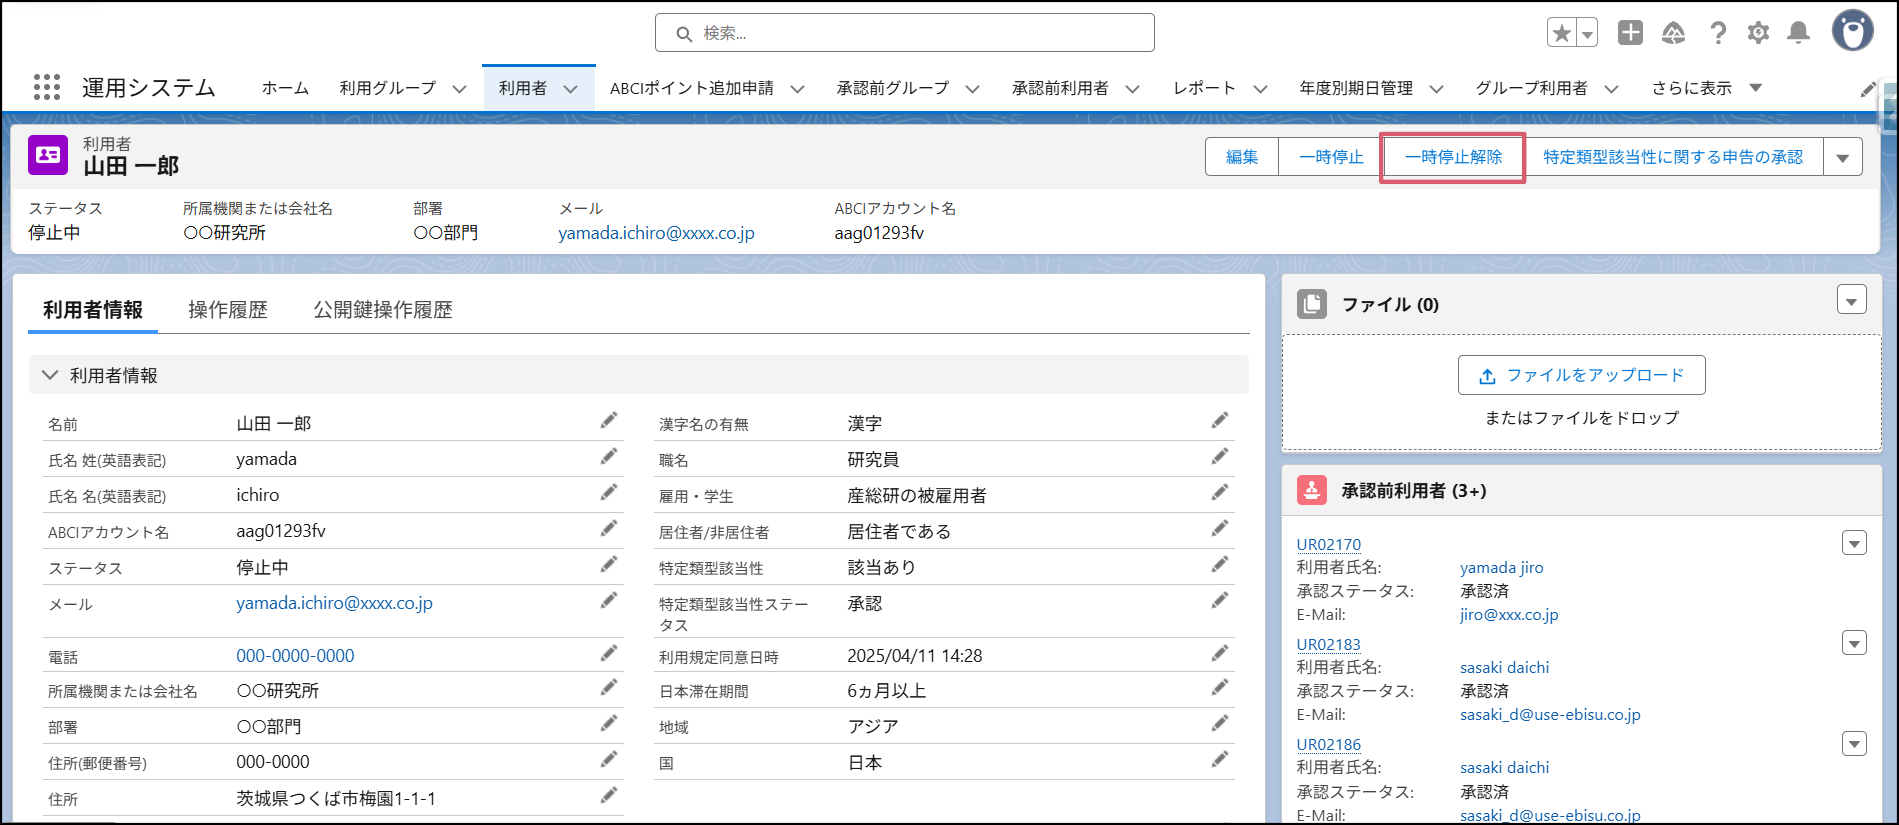 検索...
運用システム
ホーム 利用グループ 利用者 ABCIポイント追加申請 承認前グループ 承認前利用者 レポート 年度別期日管理 グループ利用者 さらに表示
利用者
山田 一郎
編集 一時停止 一時停止解除 特定類型該当性に関する申告の承認
ステータス 所属機関または会社名 部署 メール ABCIアカウント名
停止中 〇〇研究所 〇〇部門 yamada.ichiro@xxxx.co.jp aag01293fv
利用者情報 操作履歴 公開鍵操作履歴
利用者情報
名前 山田 一郎 漢字名の有無 漢字
氏名 姓(英語表記) yamada 職名 研究員
氏名 名(英語表記) ichiro 雇用・学生 産総研の被雇用者
ABCIアカウント名 aag01293fv 居住者/非居住者 居住者である
ステータス 停止中 特定類型該当性 該当あり
メール yamada.ichiro@xxxx.co.jp 特定類型該当性ステー 承認
タス
電話 000-0000-0000 利用規定同意日時 2025/04/11 14:28
所属機関または会社名 〇〇研究所 日本滞在期間 6ヵ月以上
部署 〇〇部門 地域 アジア
住所(郵便番号) 000-0000 国 日本
住所 茨城県つくば市梅園1-1-1
ファイル (0)
ファイルをアップロード
またはファイルをドロップ
承認前利用者 (3+)
UR02170
利用者氏名: yamada jiro
承認ステータス: 承認済
E-Mail: jiro@xxx.co.jp
UR02183
利用者氏名: sasaki daichi
承認ステータス: 承認済
E-Mail: sasaki_d@use-ebisu.co.jp
UR02186
利用者氏名: sasaki daichi
承認ステータス: 承認済
E-Mail: sasaki_d@use-ebisu.co.jp